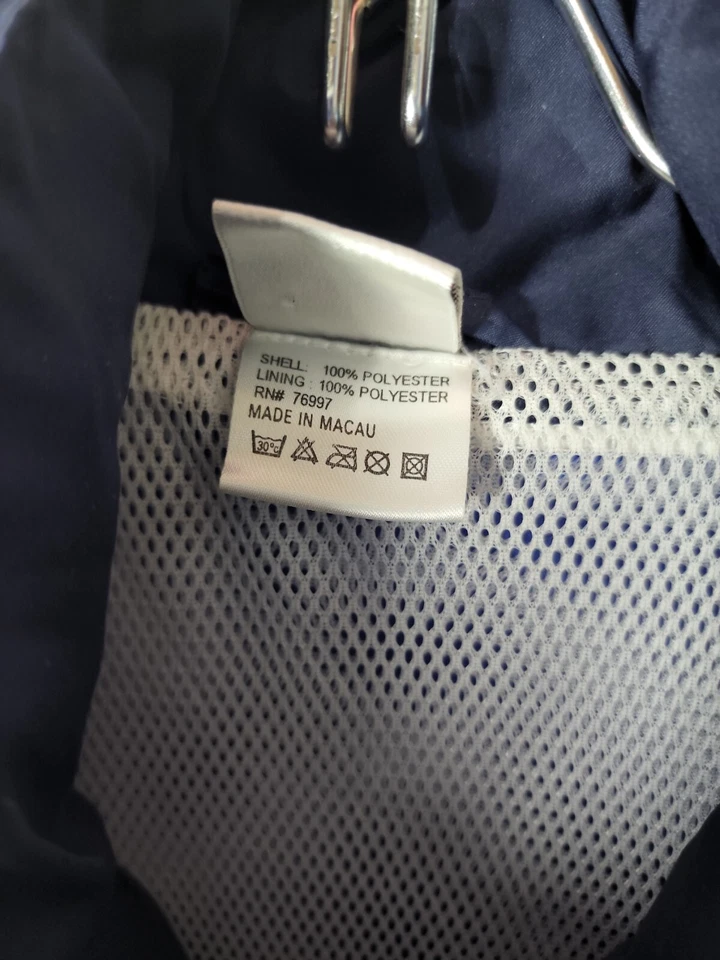 SHELL: 100% POLYESTER
LINING : 100% POLYESTER
RN# 76997
MADE IN MACAU
30°C